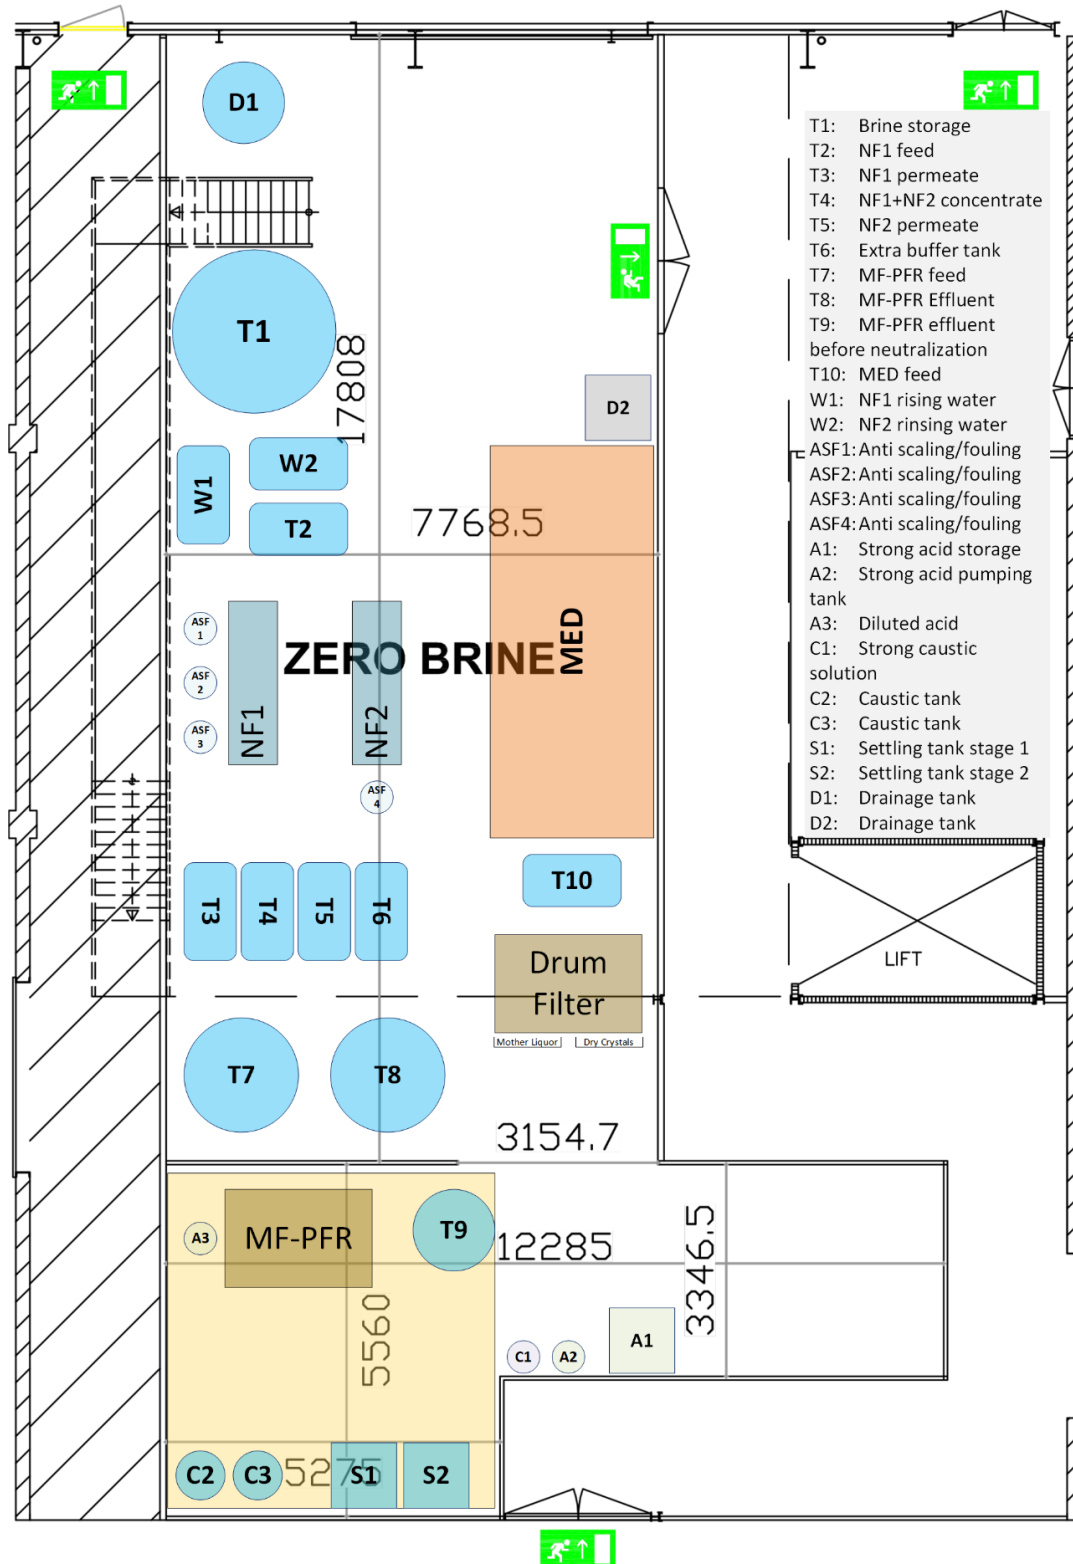 D1
T1
17808
D2
W1
W2
T2
7768.5
ASF
1
ASF
2
ASF
3
NF1
ZERO BRINE
NF2
MED
ASF
4
T3
T4
T5
T6
T10
Drum
Filter
Mother Liquor
Dry Crystals
T7
T8
3154.7
A3
MF-PFR
T9
12285
3346.5
5560
C1
A2
A1
C2
C3
5275
S1
S2
T1: Brine storage
T2: NF1 feed
T3: NF1 permeate
T4: NF1+NF2 concentrate
T5: NF2 permeate
T6: Extra buffer tank
T7: MF-PFR feed
T8: MF-PFR Effluent
T9: MF-PFR effluent
before neutralization
T10: MED feed
W1: NF1 rising water
W2: NF2 rinsing water
ASF1: Anti scaling/fouling
ASF2: Anti scaling/fouling
ASF3: Anti scaling/fouling
ASF4: Anti scaling/fouling
A1: Strong acid storage
A2: Strong acid pumping
tank
A3: Diluted acid
C1: Strong caustic
solution
C2: Caustic tank
C3: Caustic tank
S1: Settling tank stage 1
S2: Settling tank stage 2
D1: Drainage tank
D2: Drainage tank
LIFT